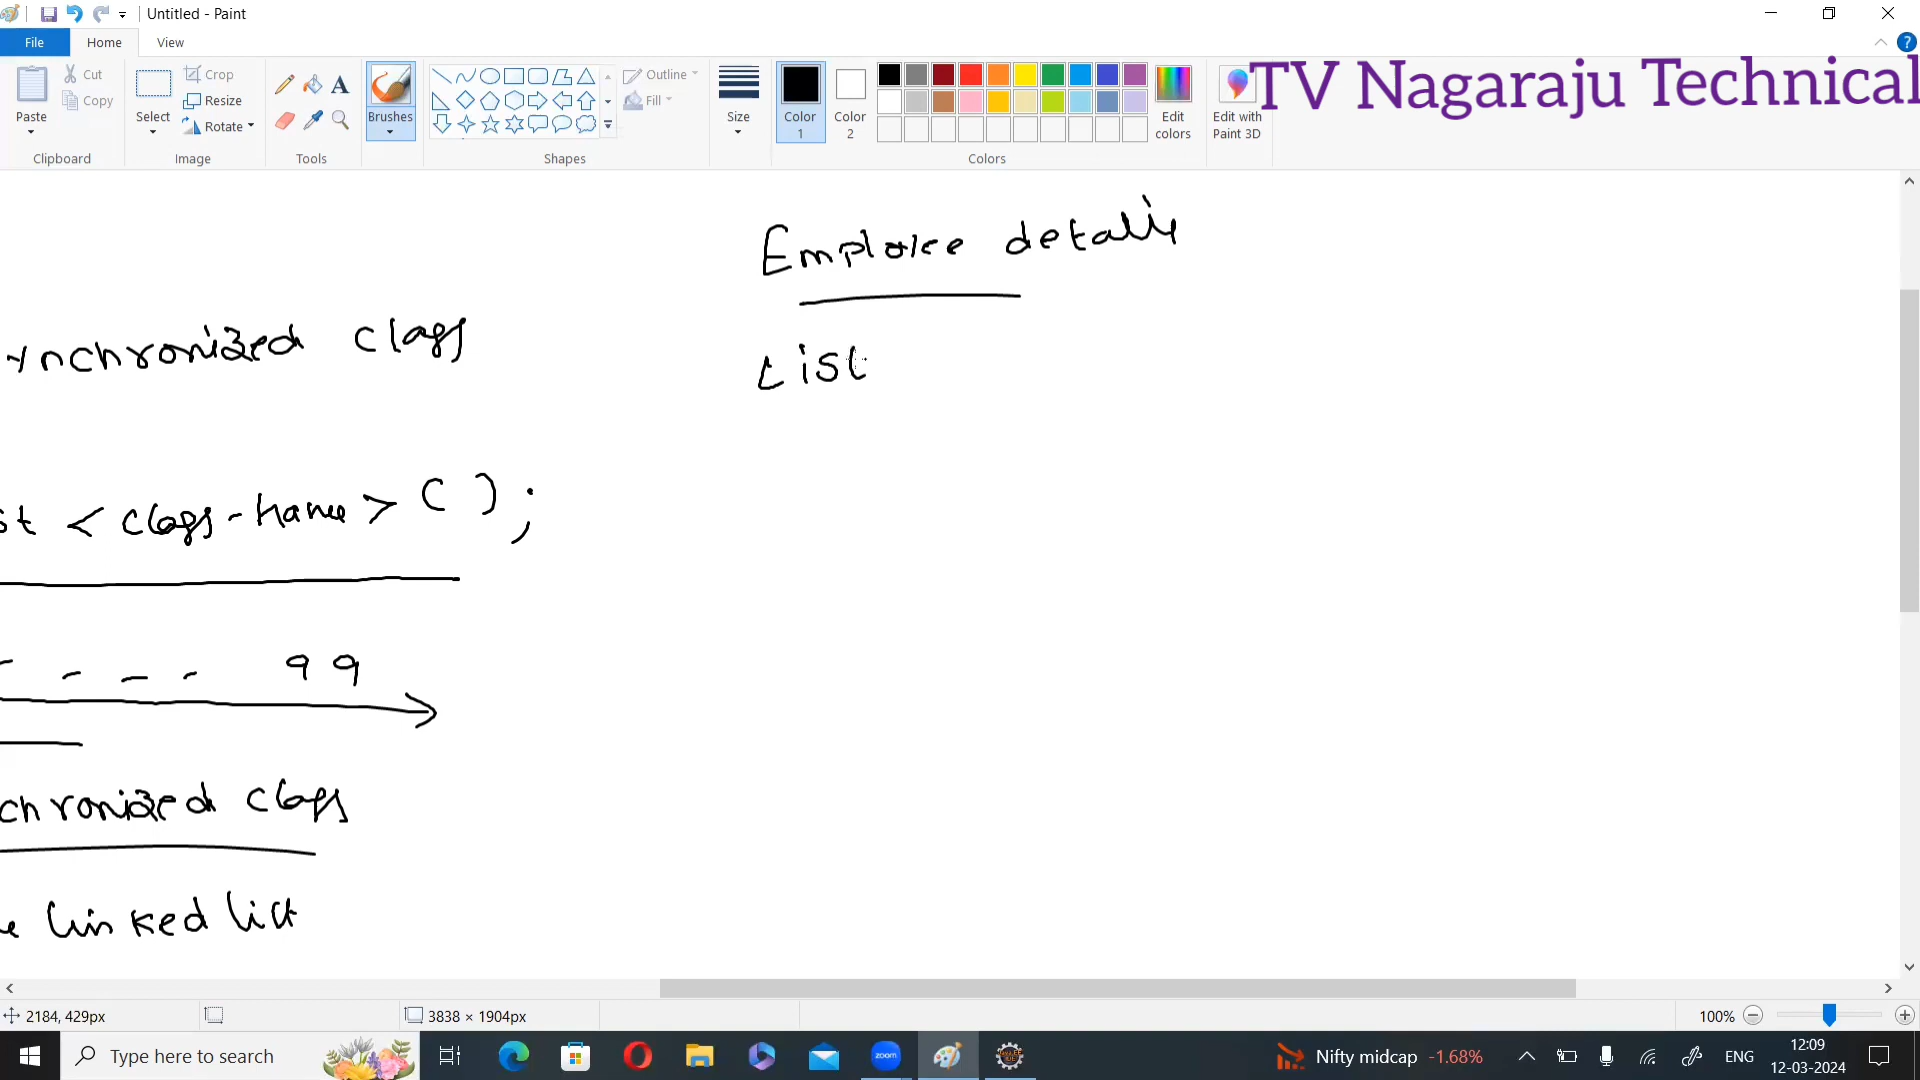 Untitled - Paint
File Home View
TV Nagaraju Technical
Paste
Cut
Copy
Clipboard
Select
Crop
Resize
Rotate
Image
Tools
Brushes
Shapes
Outline
Fill
Size
Color 1
Color 2
Colors
Edit colors
Edit with Paint 3D
Emploiee details
List
ynchronized class
st < class-name > ( ) ;
- - - - 99
chronized class
e linked list
2184, 429px
3838 × 1904px
100%
Type here to search
zoom
Nifty midcap -1.68%
ENG
12:09
12-03-2024